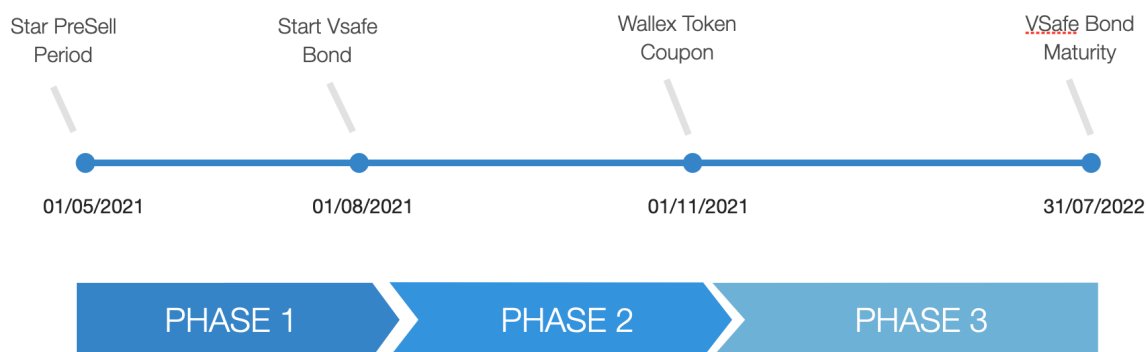 Star PreSell
Period
Start Vsafe
Bond
Wallex Token
Coupon
VSafe Bond
Maturity
01/05/2021
01/08/2021
01/11/2021
31/07/2022
PHASE 1
PHASE 2
PHASE 3